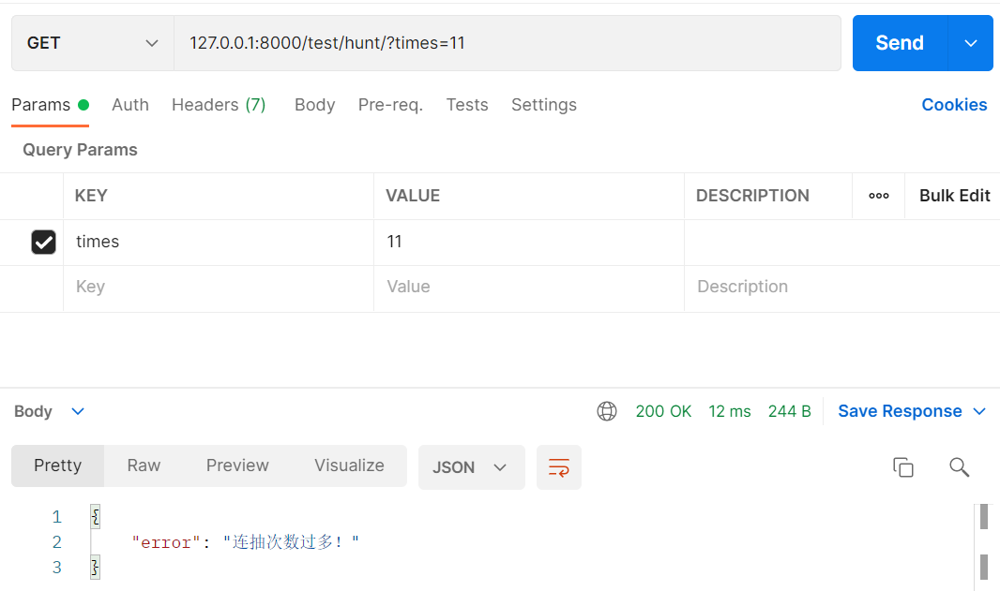 GET 127.0.0.1:8000/test/hunt/?times=11 Send
Params Auth Headers (7) Body Pre-req. Tests Settings Cookies
Query Params
KEY VALUE DESCRIPTION Bulk Edit
times 11
Key Value Description
Body 200 OK 12 ms 244 B Save Response
Pretty Raw Preview Visualize JSON
1 {
2 "error": "连抽次数过多！"
3 }